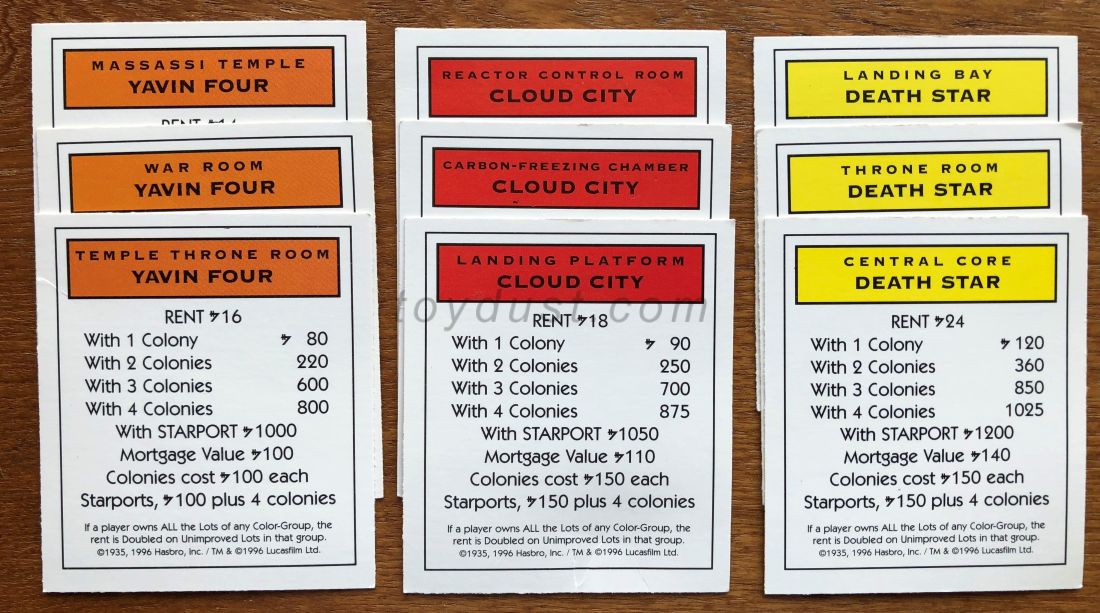 MASSASSI TEMPLE
YAVIN FOUR
WAR ROOM
YAVIN FOUR
TEMPLE THRONE ROOM
YAVIN FOUR
RENT 16
With 1 Colony 80
With 2 Colonies 220
With 3 Colonies 600
With 4 Colonies 800
With STARPORT 1000
Mortgage Value 100
Colonies cost 100 each
Starports, 100 plus 4 colonies
If a player owns ALL the Lots of any Color-Group, the
rent is Doubled on Unimproved Lots in that group.
©1935, 1996 Hasbro, Inc. / TM & ©1996 Lucasfilm Ltd.
REACTOR CONTROL ROOM
CLOUD CITY
CARBON-FREEZING CHAMBER
CLOUD CITY
LANDING PLATFORM
CLOUD CITY
RENT 18
With 1 Colony 90
With 2 Colonies 250
With 3 Colonies 700
With 4 Colonies 875
With STARPORT 1050
Mortgage Value 110
Colonies cost 150 each
Starports, 150 plus 4 colonies
If a player owns ALL the Lots of any Color-Group, the
rent is Doubled on Unimproved Lots in that group.
©1935, 1996 Hasbro, Inc. / TM & ©1996 Lucasfilm Ltd.
LANDING BAY
DEATH STAR
THRONE ROOM
DEATH STAR
CENTRAL CORE
DEATH STAR
RENT 24
With 1 Colony 120
With 2 Colonies 360
With 3 Colonies 850
With 4 Colonies 1025
With STARPORT 1200
Mortgage Value 140
Colonies cost 150 each
Starports, 150 plus 4 colonies
If a player owns ALL the Lots of any Color-Group, the
rent is Doubled on Unimproved Lots in that group.
©1935, 1996 Hasbro, Inc. / TM & ©1996 Lucasfilm Ltd.
toydust.com